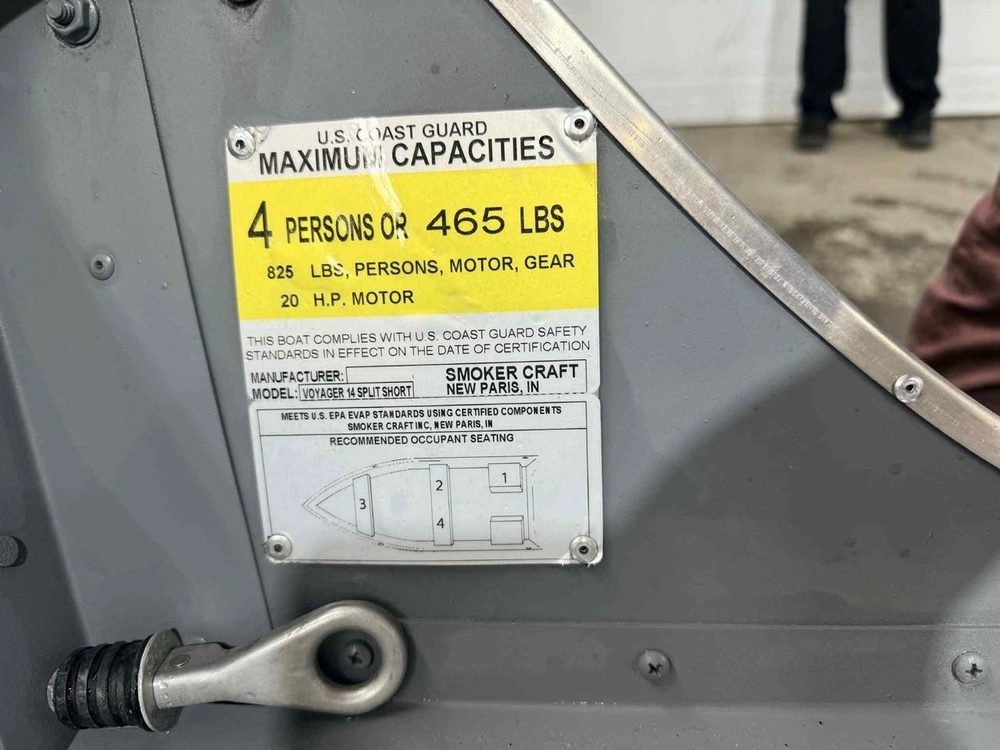 U.S. COAST GUARD
MAXIMUM CAPACITIES
4 PERSONS OR 465 LBS
825 LBS, PERSONS, MOTOR, GEAR
20 H.P. MOTOR
THIS BOAT COMPLIES WITH U.S. COAST GUARD SAFETY
STANDARDS IN EFFECT ON THE DATE OF CERTIFICATION
MANUFACTURER: SMOKER CRAFT
MODEL: VOYAGER 14 SPLIT SHORT NEW PARIS, IN
MEETS U.S. EPA EVAP STANDARDS USING CERTIFIED COMPONENTS
SMOKER CRAFT INC, NEW PARIS, IN
RECOMMENDED OCCUPANT SEATING
1
2
3
4